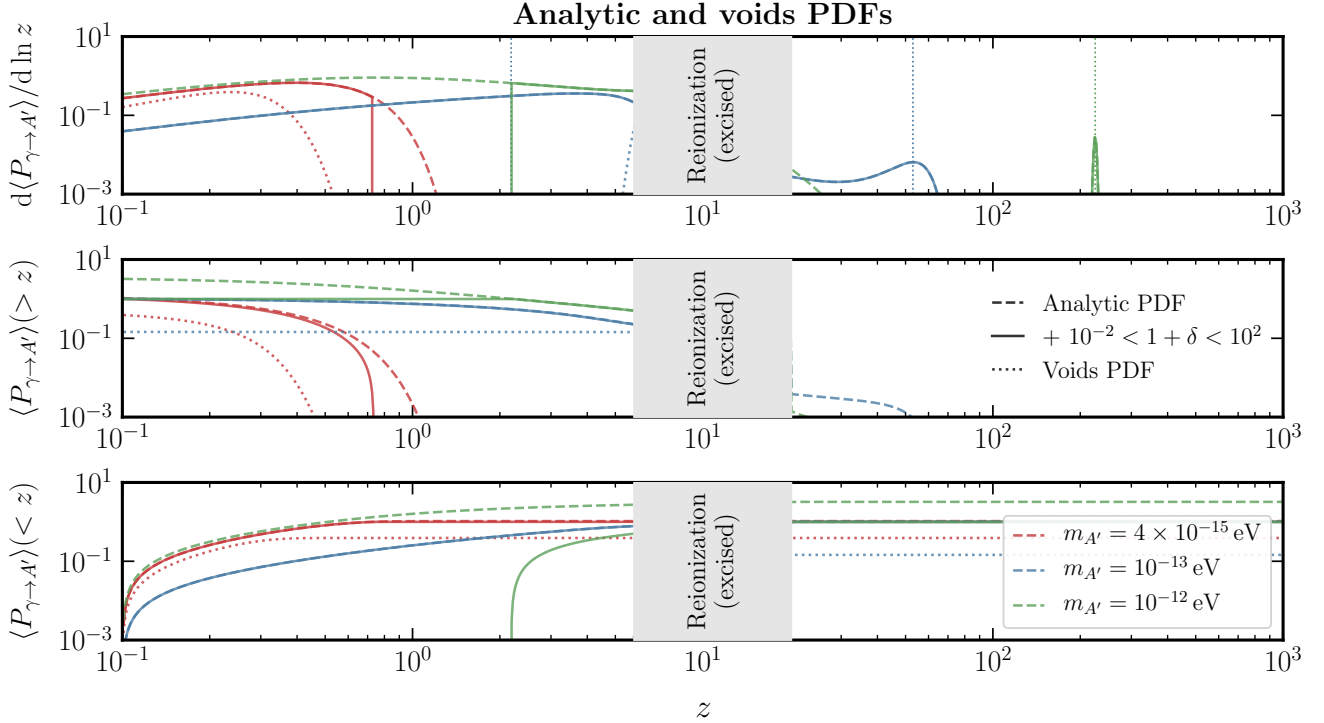 Analytic and voids PDFs
d⟨P_{γ→A′}⟩/d ln z
10^1
10^{-1}
10^{-3}
Reionization
(excised)
10^{-1}
10^0
10^1
10^2
10^3
⟨P_{γ→A′}⟩(> z)
10^1
10^{-1}
10^{-3}
Reionization
(excised)
Analytic PDF
+ 10^{-2} < 1 + δ < 10^2
Voids PDF
10^{-1}
10^0
10^1
10^2
10^3
⟨P_{γ→A′}⟩(< z)
10^1
10^{-1}
10^{-3}
Reionization
(excised)
m_{A′} = 4 × 10^{-15} eV
m_{A′} = 10^{-13} eV
m_{A′} = 10^{-12} eV
10^{-1}
10^0
10^1
10^2
10^3
z